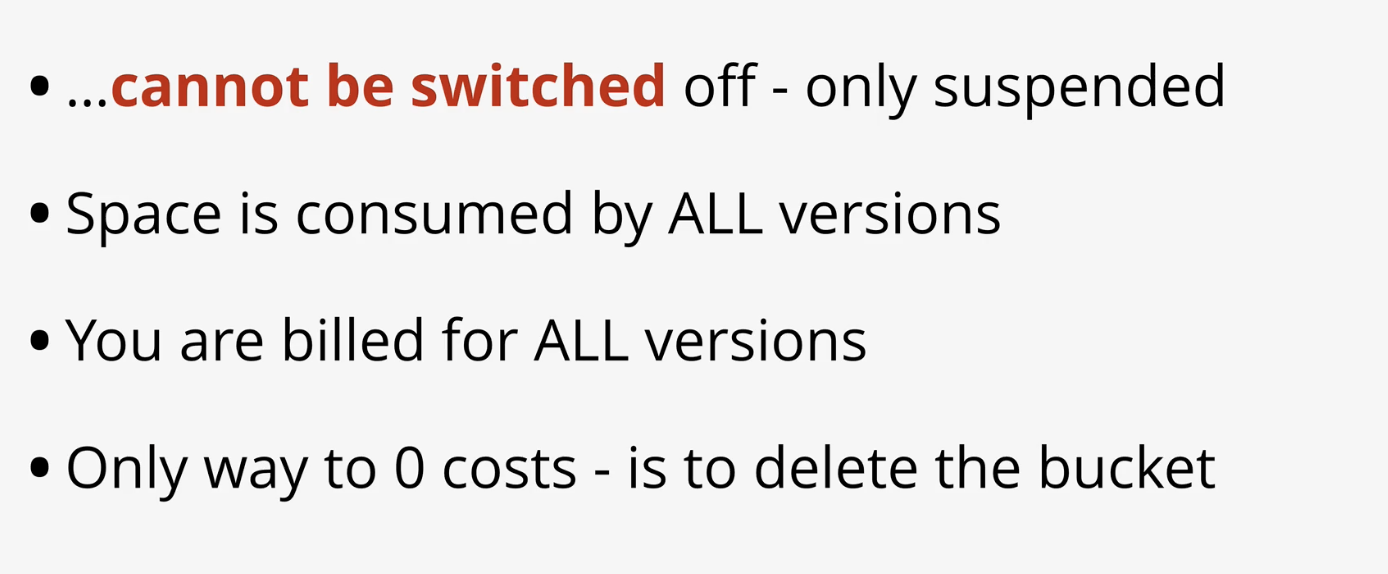 • ...cannot be switched off - only suspended
• Space is consumed by ALL versions
• You are billed for ALL versions
• Only way to 0 costs - is to delete the bucket